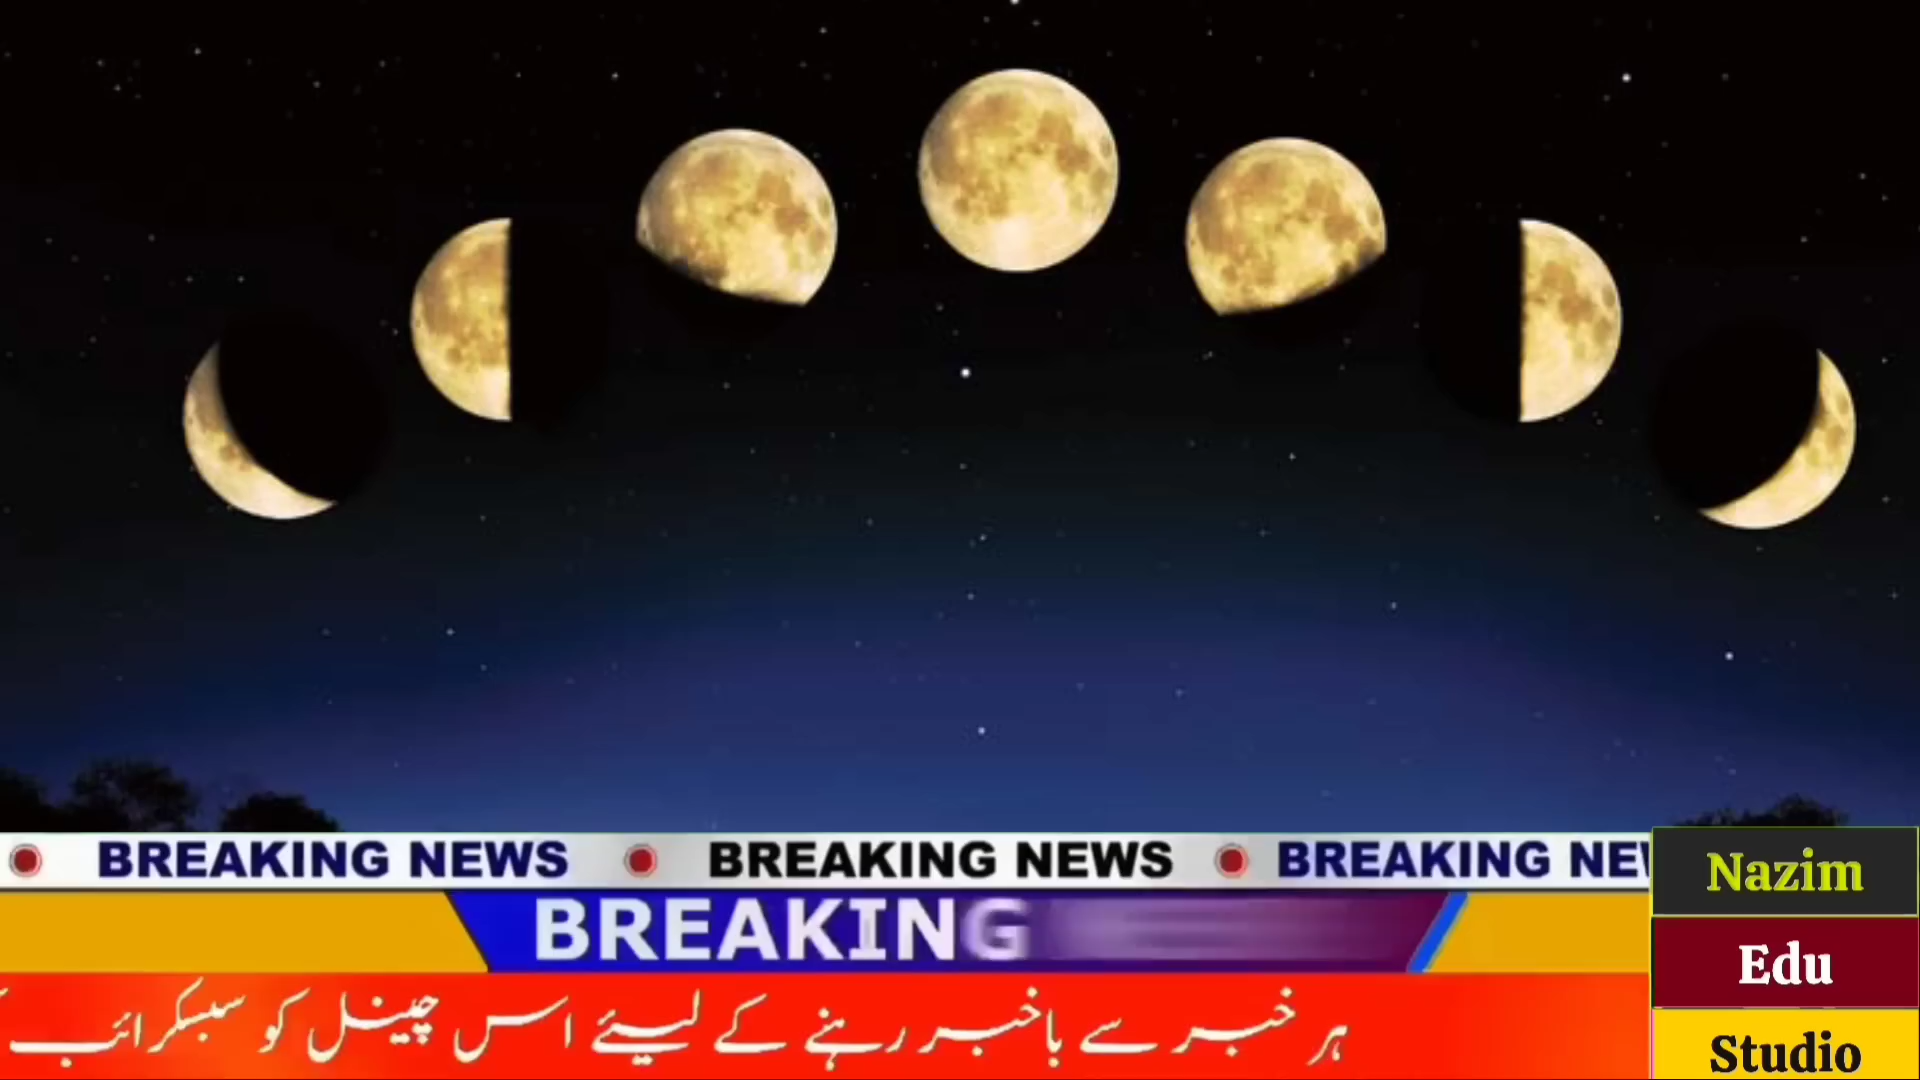 BREAKING NEWS BREAKING NEWS BREAKING NEW
BREAKING
ہر خبر سے باخبر رہنے کے لیئے اس چینل کو سبسکرائب
Nazim
Edu
Studio